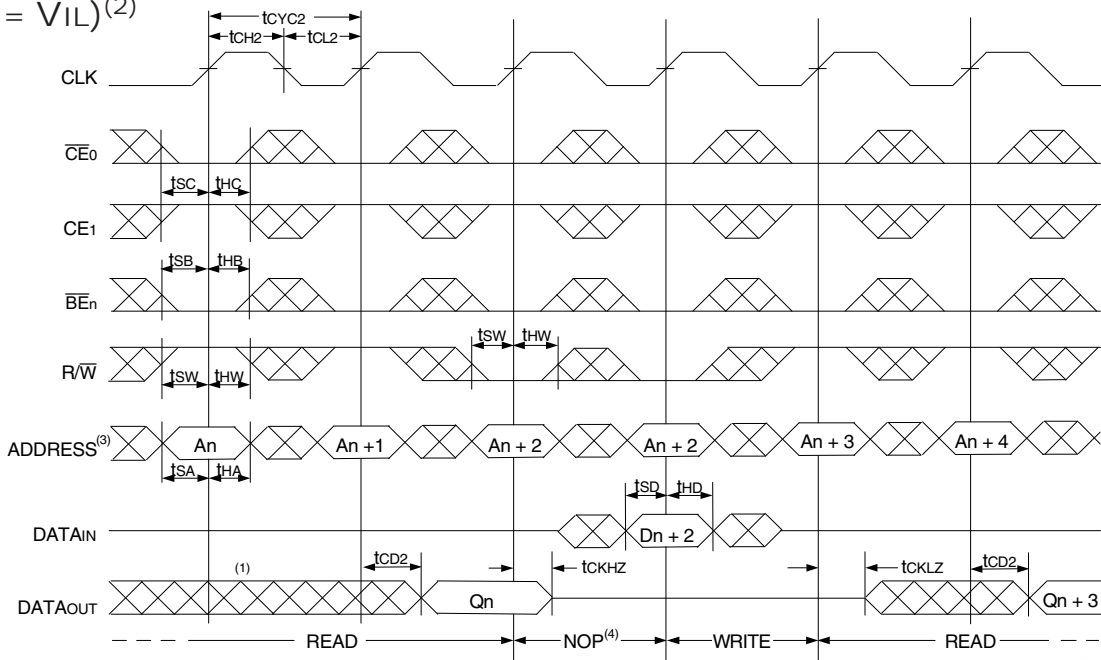 = VIL)(2)
tCYC2
tCH2 tCL2
CLK
CE0
tSC tHC
CE1
tSB tHB
BEn
tSW tHW
R/W
tSW tHW
ADDRESS(3) An An +1 An + 2 An + 2 An + 3 An + 4
tSA tHA
tSD tHD
DATAIN Dn + 2
(1) tCD2 tCKHZ tCKLZ tCD2
DATAOUT Qn Qn + 3
READ NOP(4) WRITE READ